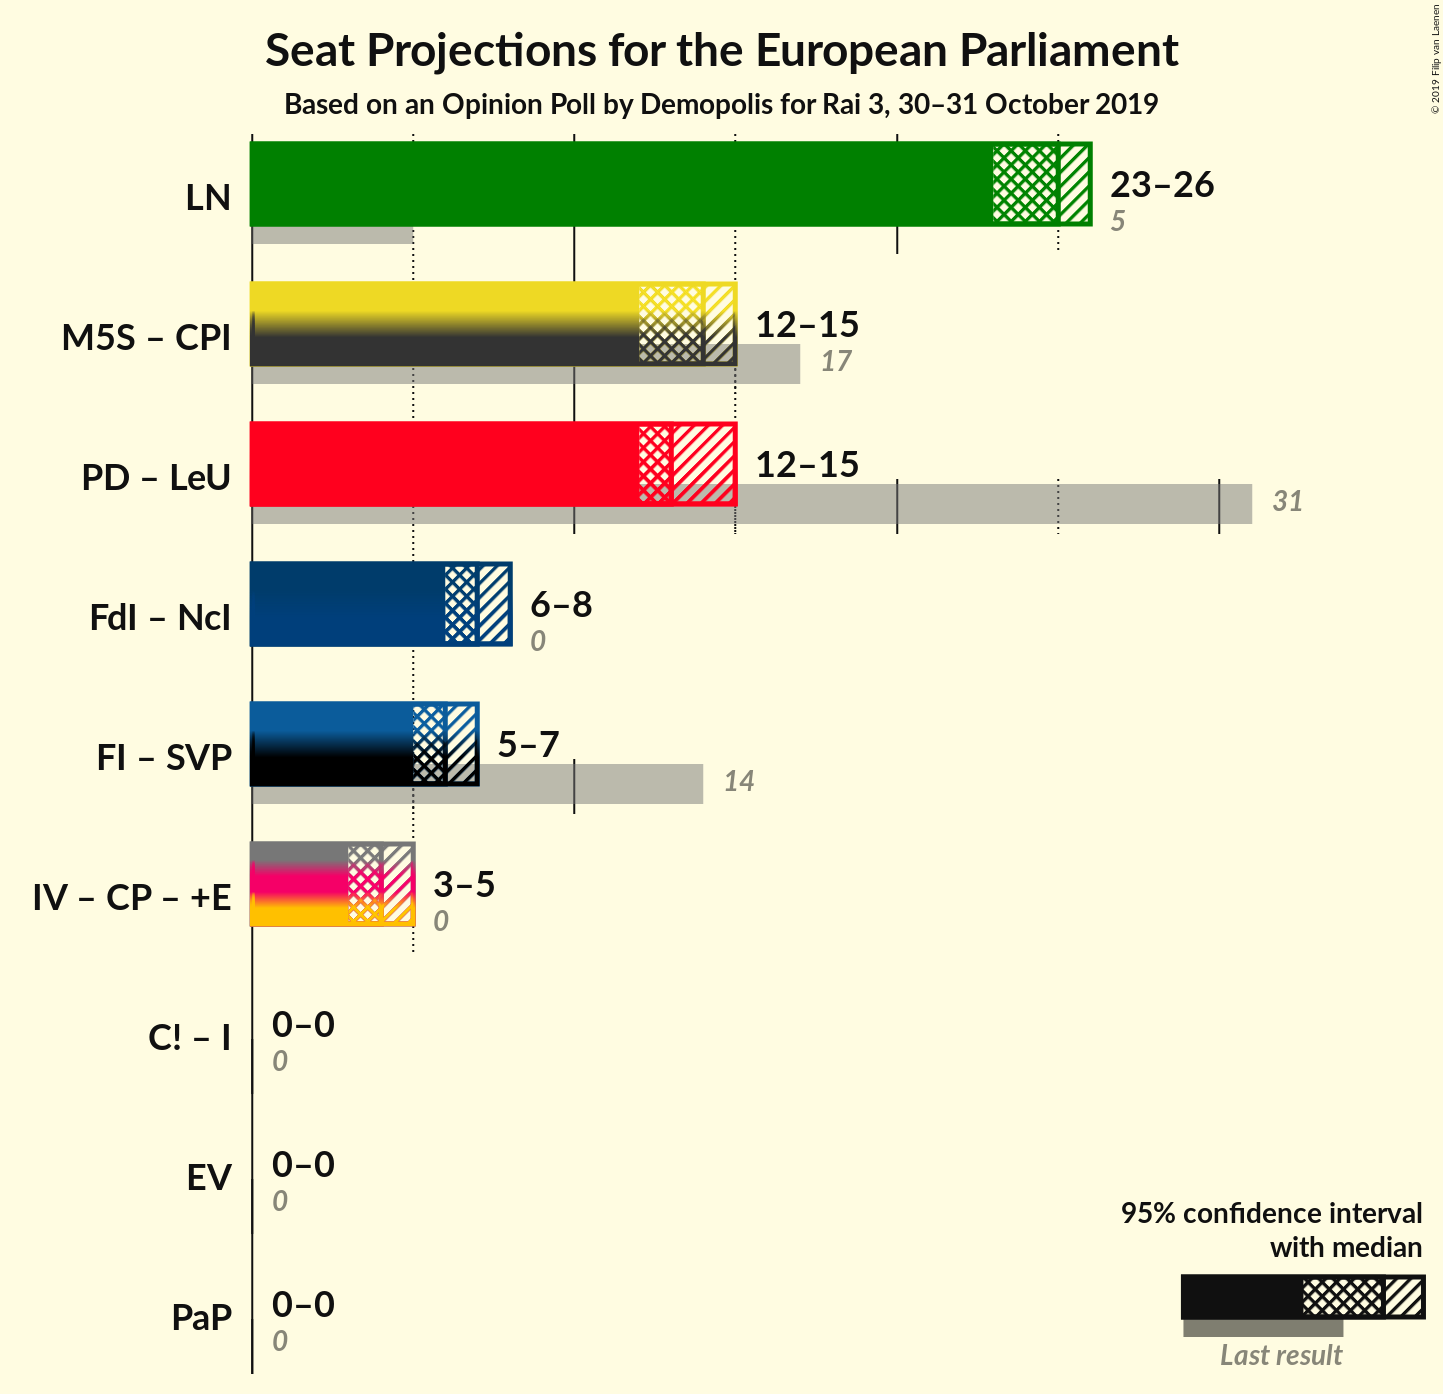 Seat Projections for the European Parliament
Based on an Opinion Poll by Demopolis for Rai 3, 30–31 October 2019
© 2019 Filip van Laenen
LN
23–26
5
M5S – CPI
12–15
17
PD – LeU
12–15
31
FdI – NcI
6–8
0
FI – SVP
5–7
14
IV – CP – +E
3–5
0
C! – I
0–0
0
EV
0–0
0
PaP
0–0
0
95% confidence interval
with median
Last result